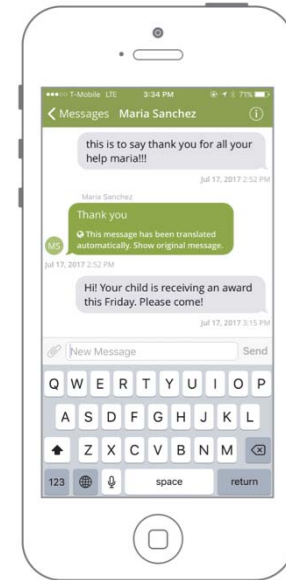 T-Mobile LTE 3:34 PM 71%
Messages Maria Sanchez
this is to say thank you for all your
help maria!!!
Jul 17, 2017 2:52 PM
Maria Sanchez
Thank you
This message has been translated
automatically. Show original message.
MS
Jul 17, 2017 2:52 PM
Hi! Your child is receiving an award
this Friday. Please come!
Jul 17, 2017 3:15 PM
New Message Send
Q W E R T Y U I O P
A S D F G H J K L
Z X C V B N M
123 space return